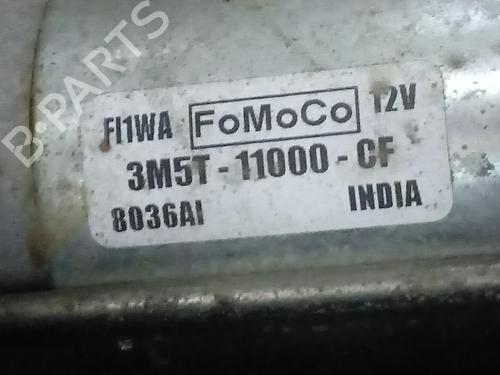 B-PARTS
FI1WA FoMoCo 12V
3M5T - 11000 - CF
8036AI INDIA